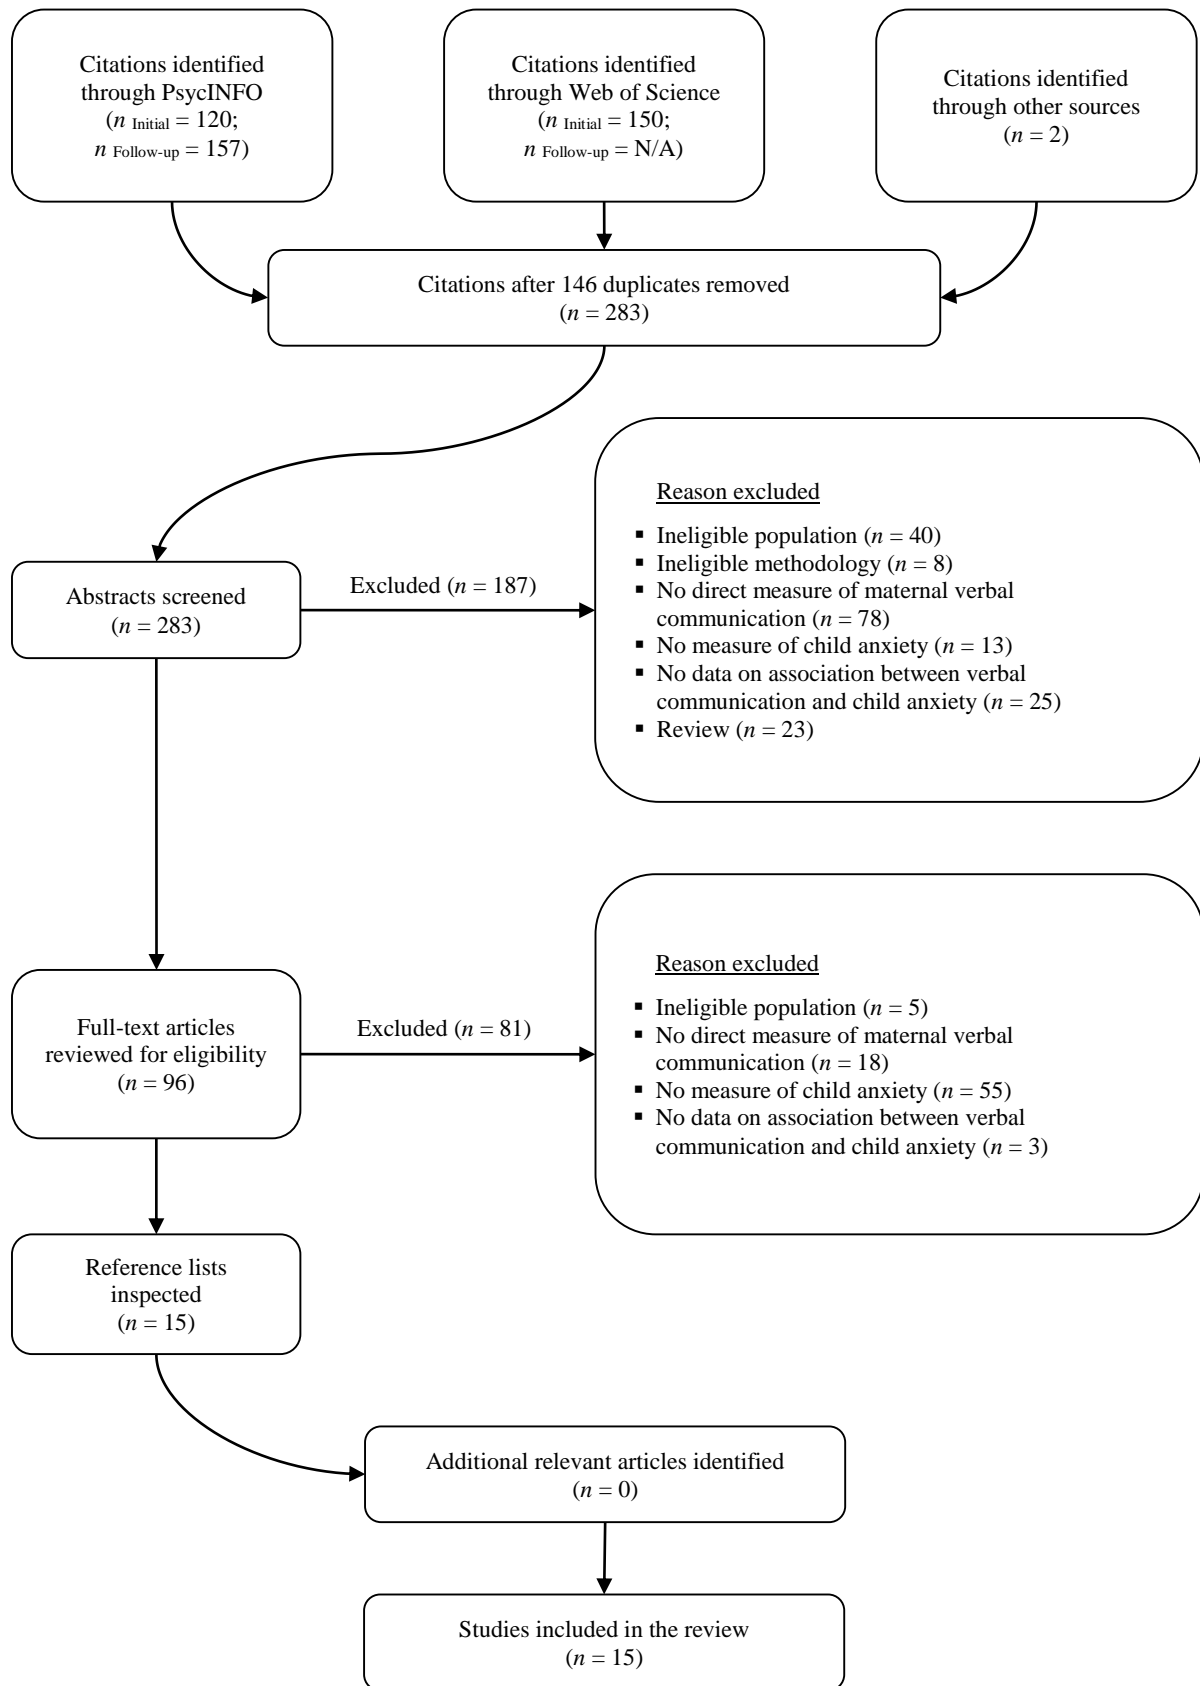 Citations identified
through PsycINFO
(n Initial = 120;
n Follow-up = 157)
Citations identified
through Web of Science
(n Initial = 150;
n Follow-up = N/A)
Citations identified
through other sources
(n = 2)
Citations after 146 duplicates removed
(n = 283)
Abstracts screened
(n = 283)
Excluded (n = 187)
Reason excluded
▪ Ineligible population (n = 40)
▪ Ineligible methodology (n = 8)
▪ No direct measure of maternal verbal
communication (n = 78)
▪ No measure of child anxiety (n = 13)
▪ No data on association between verbal
communication and child anxiety (n = 25)
▪ Review (n = 23)
Full-text articles
reviewed for eligibility
(n = 96)
Excluded (n = 81)
Reason excluded
▪ Ineligible population (n = 5)
▪ No direct measure of maternal verbal
communication (n = 18)
▪ No measure of child anxiety (n = 55)
▪ No data on association between verbal
communication and child anxiety (n = 3)
Reference lists
inspected
(n = 15)
Additional relevant articles identified
(n = 0)
Studies included in the review
(n = 15)